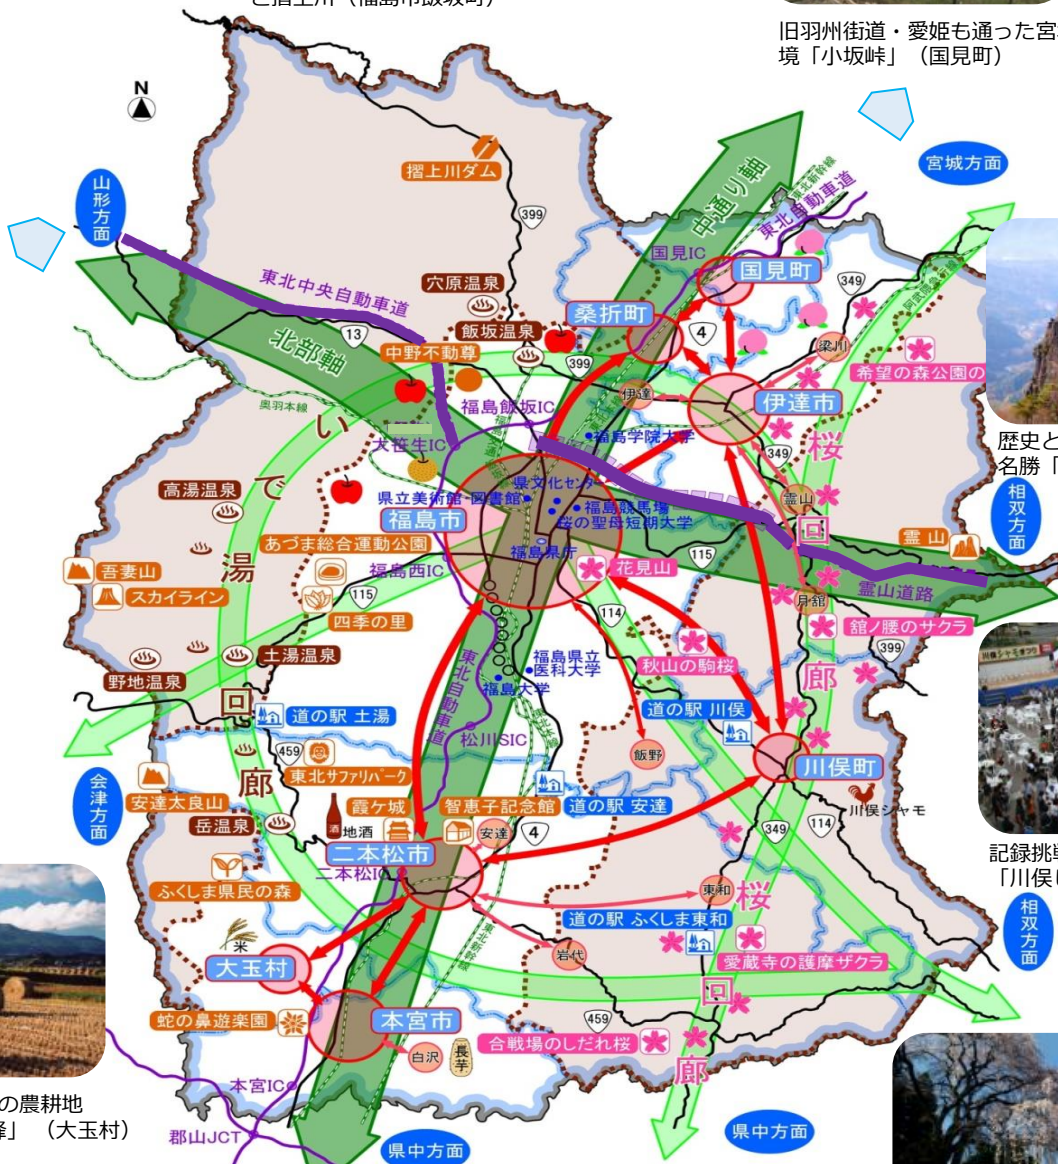 と摺上川（福島市飯坂町）
旧羽州街道・愛姫も通った宮
境「小坂峠」（国見町）
N
山形方面
宮城方面
摺上川ダム
399
中通り軸
東北新幹線
東北自動車道
国見IC
国見町
東北中央自動車道
穴原温泉
349
阿武隈急行線
桑折町
13
飯坂温泉
4
北部軸
中野不動尊
399
梁川
希望の森公園の
奥羽本線
伊達
伊達市
福島飯坂IC
い
で
湯
回
廊
福島学院大学
大笹生IC
桜
回
廊
歴史と
名勝「
349
高湯温泉
県文化センター
県立美術館・図書館
霊山
相双方面
福島市
福島競馬場
桜の聖母短期大学
あづま総合運動公園
福島県庁
115
霊山
吾妻山
福島西IC
花見山
スカイライン
115
霊山道路
月舘
四季の里
114
舘ノ腰のサクラ
399
土湯温泉
秋山の駒桜
野地温泉
福島県立
医科大学
福島大学
東北自動車道
道の駅 土湯
道の駅 川俣
松川SIC
459
飯野
川俣町
東北サファリパーク
会津方面
安達太良山
霞ケ城
智恵子記念館
道の駅 安達
川俣シャモ
岳温泉
酒
地酒
安達
4
349
114
二本松市
二本松IC
記録挑戦
「川俣
ふくしま県民の森
東和
桜
回
廊
道の駅 ふくしま東和
相双方面
米
東北新幹線
大玉村
岩代
愛蔵寺の護摩ザクラ
蛇の鼻遊楽園
本宮市
459
合戦場のしだれ桜
白沢
長芋
本宮IC
の農耕地
」（大玉村）
郡山JCT
県中方面
県中方面